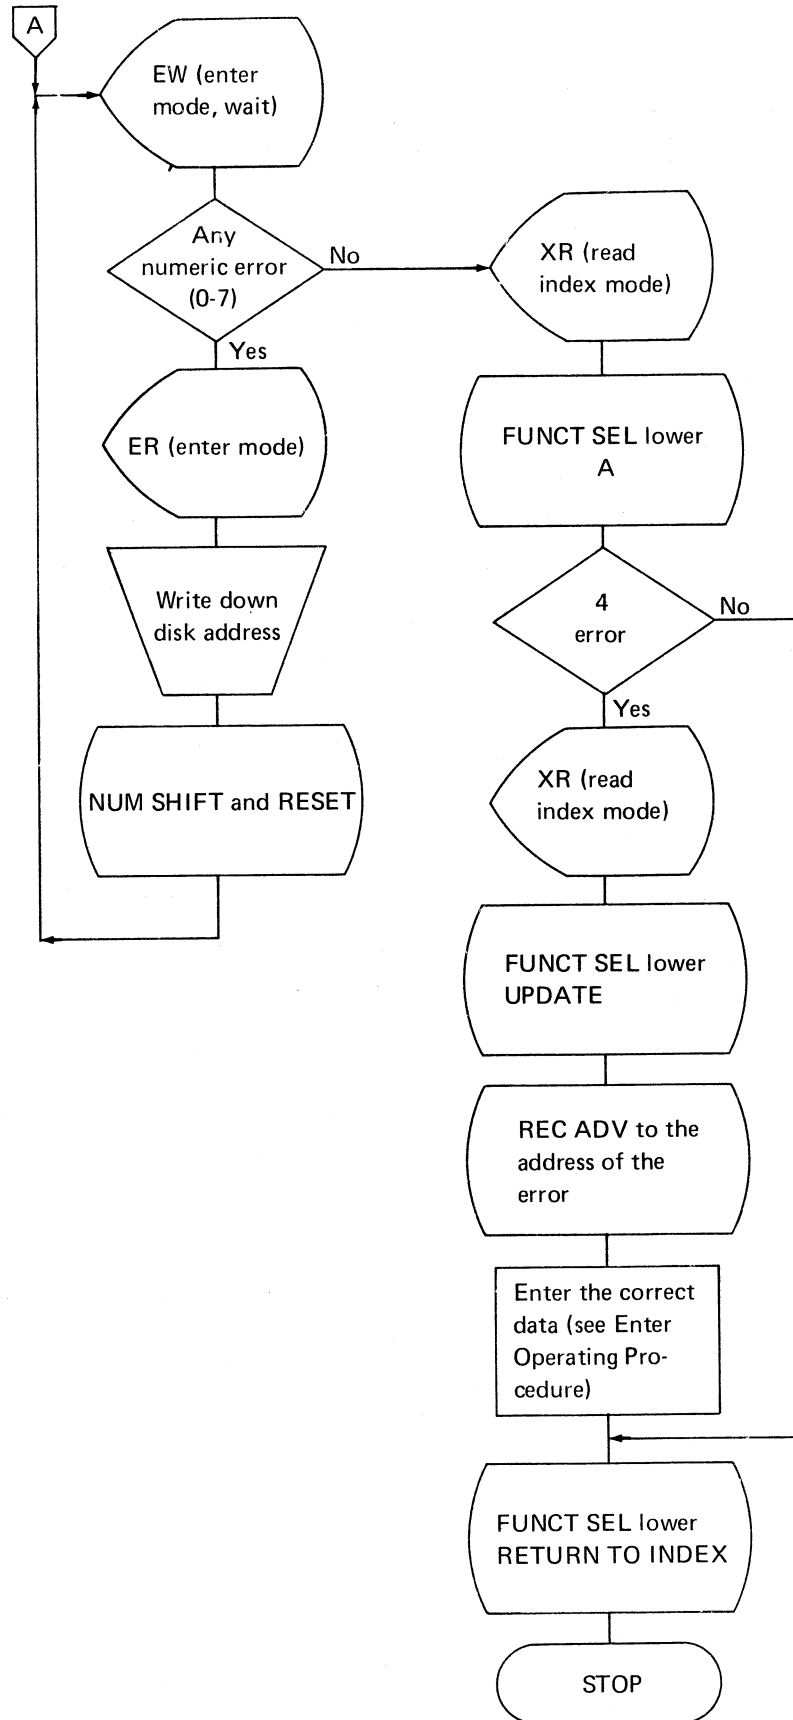 A
EW (enter
mode, wait)
Any
numeric error
(0-7)
No
Yes
ER (enter mode)
Write down
disk address
NUM SHIFT and RESET
XR (read
index mode)
FUNCT SEL lower
A
4
error
No
Yes
XR (read
index mode)
FUNCT SEL lower
UPDATE
REC ADV to the
address of the
error
Enter the correct
data (see Enter
Operating Pro-
cedure)
FUNCT SEL lower
RETURN TO INDEX
STOP